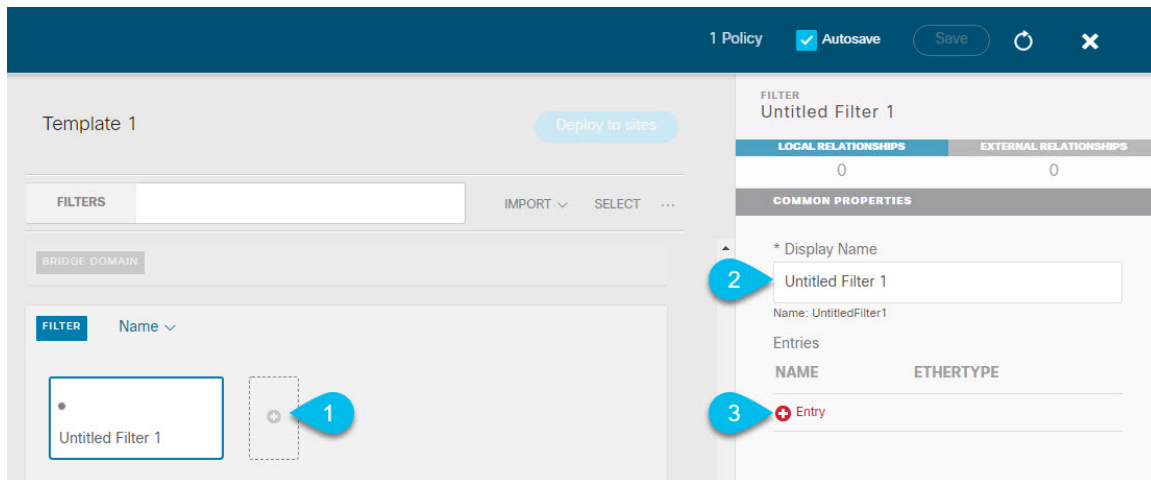 1 Policy Autosave Save
Template 1
Deploy to sites
FILTERS IMPORT SELECT ...
BRIDGE DOMAIN
FILTER Name
Untitled Filter 1
1
FILTER
Untitled Filter 1
LOCAL RELATIONSHIPS EXTERNAL RELATIONSHIPS
0 0
COMMON PROPERTIES
* Display Name
2 Untitled Filter 1
Name: UntitledFilter1
Entries
NAME ETHERTYPE
3 Entry